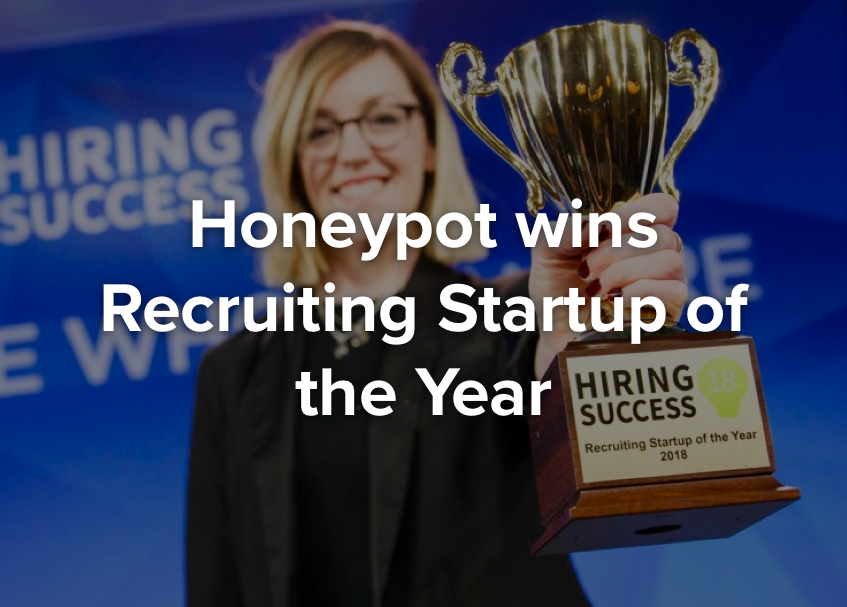 HIRING
SUCCESS
Honeypot wins
Recruiting Startup of
the Year
HIRING 18
SUCCESS
Recruiting Startup of the Year
2018